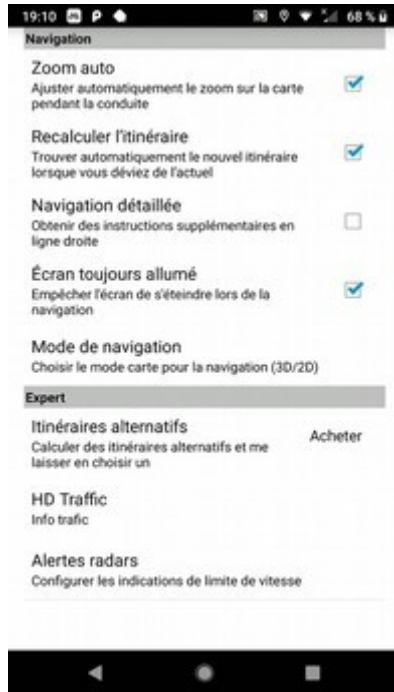 19:10 68 %
Navigation
Zoom auto
Ajuster automatiquement le zoom sur la carte
pendant la conduite
Recalculer l'itinéraire
Trouver automatiquement le nouvel itinéraire
lorsque vous déviez de l'actuel
Navigation détaillée
Obtenir des instructions supplémentaires en
ligne droite
Écran toujours allumé
Empêcher l'écran de s'éteindre lors de la
navigation
Mode de navigation
Choisir le mode carte pour la navigation (3D/2D)
Expert
Itinéraires alternatifs
Acheter
Calculer des itinéraires alternatifs et me
laisser en choisir un
HD Traffic
Info trafic
Alertes radars
Configurer les indications de limite de vitesse